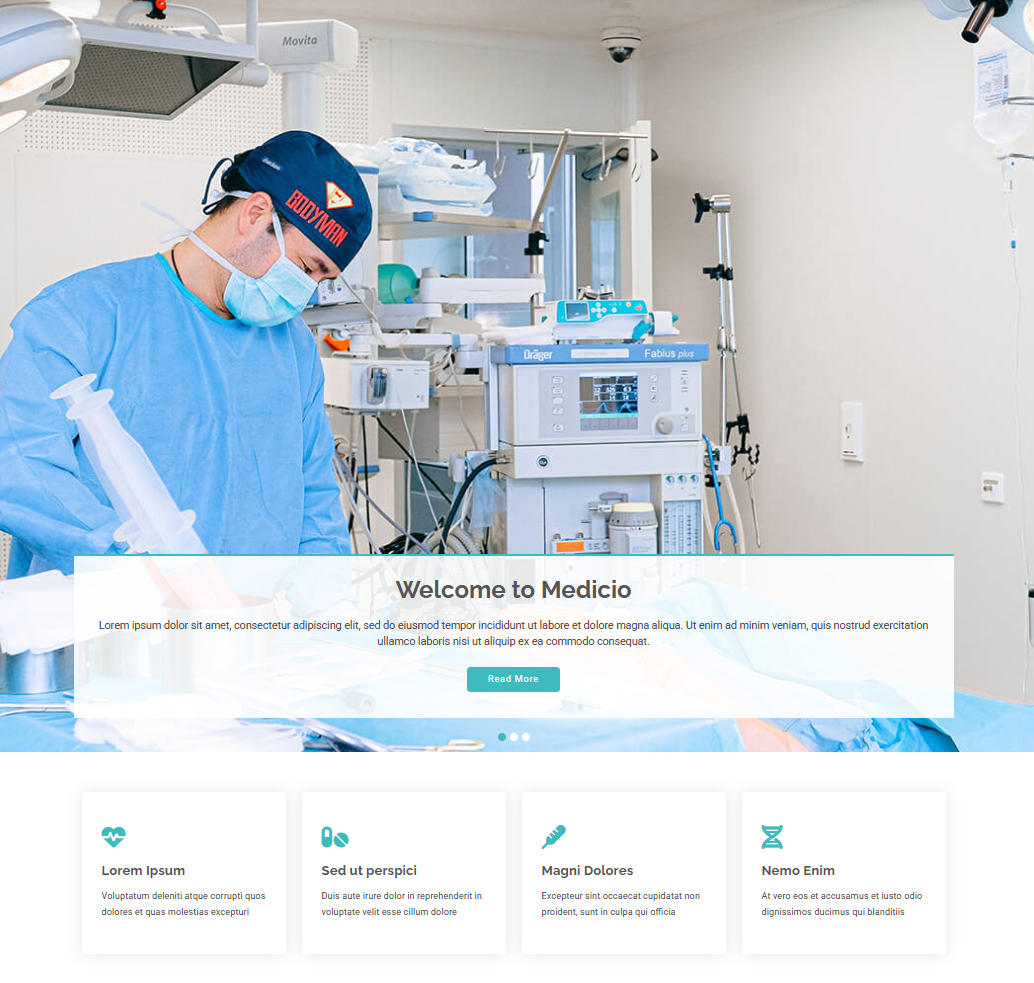 Movita
BODYMAN
Dräger
Fabius plus
Welcome to Medicio
Lorem ipsum dolor sit amet, consectetur adipiscing elit, sed do eiusmod tempor incididunt ut labore et dolore magna aliqua. Ut enim ad minim veniam, quis nostrud exercitation
ullamco laboris nisi ut aliquip ex ea commodo consequat.
Read More
Lorem Ipsum
Voluptatum deleniti atque corrupti quos
dolores et quas molestias excepturi
Sed ut perspici
Duis aute irure dolor in reprehenderit in
voluptate velit esse cillum dolore
Magni Dolores
Excepteur sint occaecat cupidatat non
proident, sunt in culpa qui officia
Nemo Enim
At vero eos et accusamus et iusto odio
dignissimos ducimus qui blanditiis